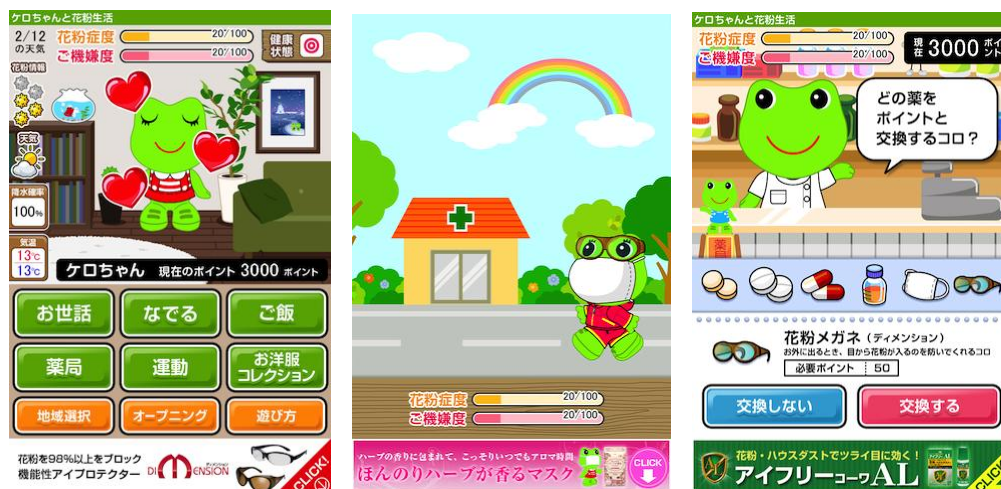 ケロちゃんと花粉生活
2/12
の天気
花粉症度
20/100
ご機嫌度
20/100
健康
状態
花粉情報
天気
降水確率
100%
気温
13℃
13℃
ケロちゃん 現在のポイント 3000 ポイント
お世話
なでる
ご飯
薬局
運動
お洋服
コレクション
地域選択
オープニング
遊び方
花粉を98%以上をブロック
機能性アイプロテクター
ディメンション
DIMENSION
CLICK!
花粉症度
20/100
ご機嫌度
20/100
ハーブの香りに包まれて、こっそりいつでもアロマ時間
ほんのりハーブが香るマスク
CLICK
ケロちゃんと花粉生活
花粉症度
20/100
ご機嫌度
20/100
現在
3000
どの薬を
ポイントと
交換するコロ?
薬
花粉メガネ(ディメンション)
お外に出るとき、目から花粉が入るのを防いでくれるコロ
必要ポイント 50
交換しない
交換する
花粉・ハウスダストでツライ目に効く!
アイフリーコーワAL